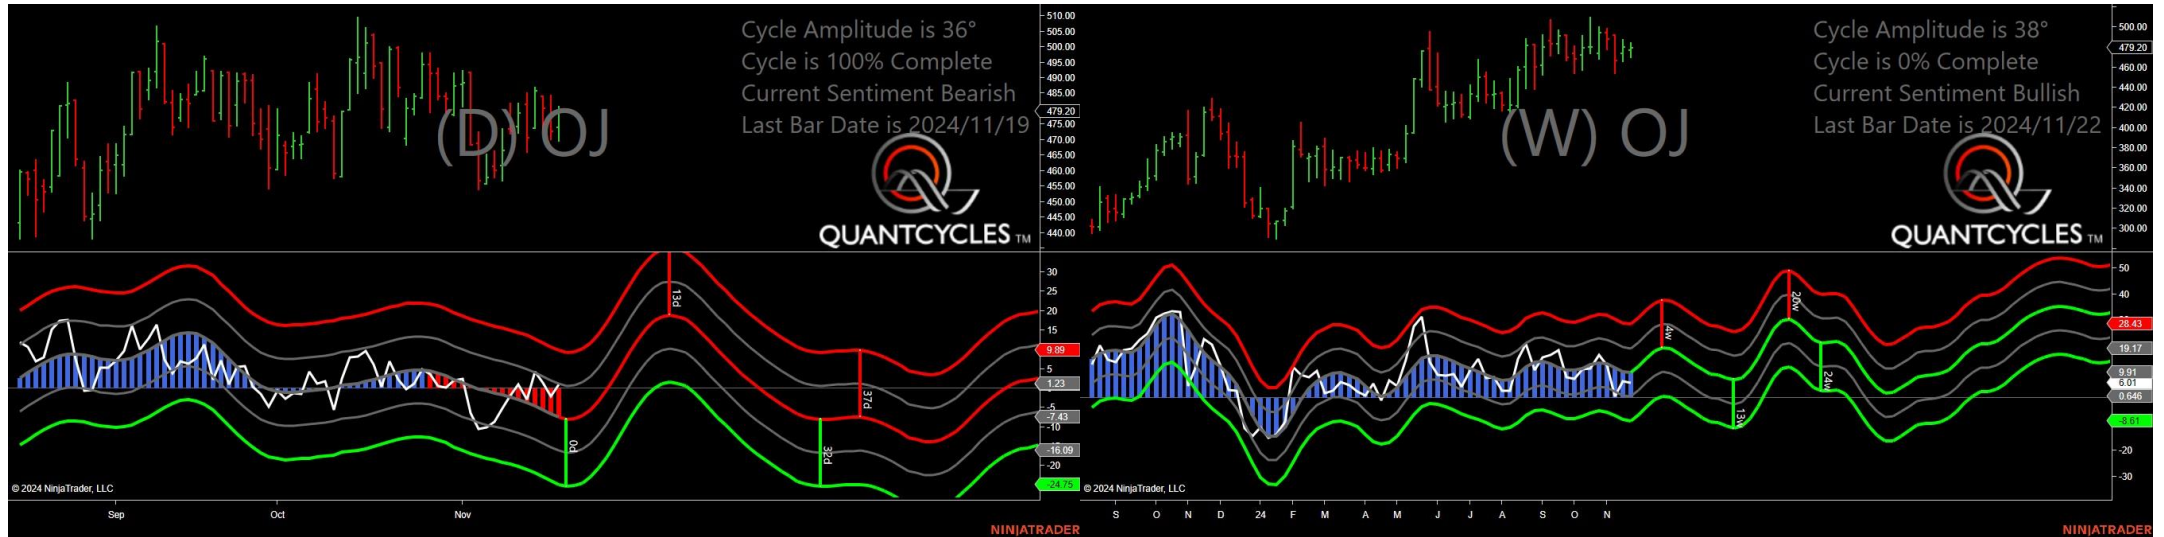 Cycle Amplitude is 36°
Cycle is 100% Complete
Current Sentiment Bearish
Last Bar Date is 2024/11/19
(D) OJ
QUANTCYCLES TM
510.00
505.00
500.00
495.00
490.00
485.00
479.20
475.00
470.00
465.00
460.00
455.00
450.00
445.00
440.00
13d
0d
32d
37d
30
25
20
15
9.89
5
1.23
-5
-7.43
-10
-16.09
-20
-24.75
© 2024 NinjaTrader, LLC
Sep Oct Nov
NINJATRADER
Cycle Amplitude is 38°
Cycle is 0% Complete
Current Sentiment Bullish
Last Bar Date is 2024/11/22
(W) OJ
QUANTCYCLES TM
500.00
479.20
460.00
440.00
420.00
400.00
380.00
360.00
340.00
320.00
300.00
4w
13w
20w
24w
50
40
28.43
19.17
9.91
6.01
0.646
-8.61
-20
-30
© 2024 NinjaTrader, LLC
S O N D 24 F M A M J J A S O N
NINJATRADER